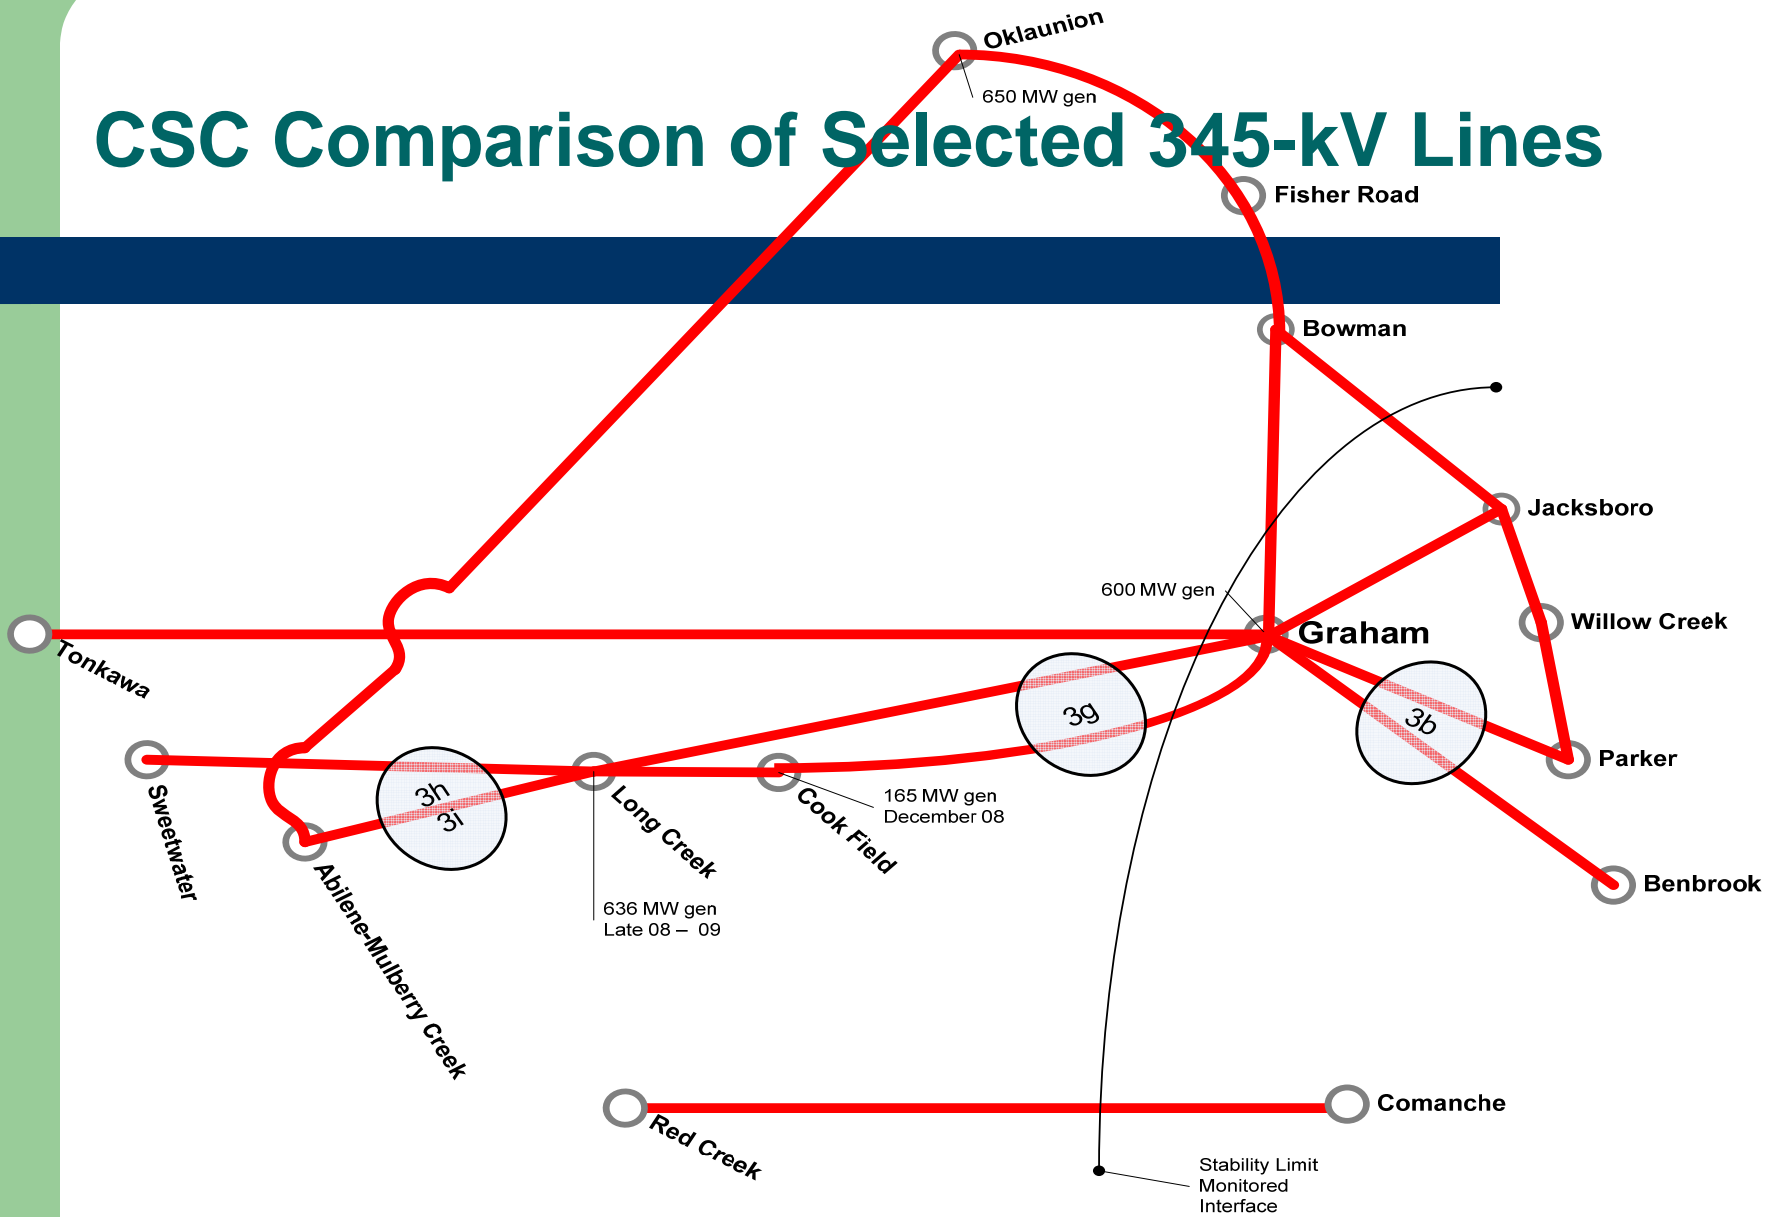 Oklaunion
650 MW gen
CSC Comparison of Selected 345-kV Lines
Fisher Road
Bowman
Jacksboro
600 MW gen
Graham
Willow Creek
Tonkawa
3g
3b
Parker
Sweetwater
3h
3i
Long Creek
Cook Field
165 MW gen
December 08
Abilene-Mulberry Creek
Benbrook
636 MW gen
Late 08 – 09
Red Creek
Comanche
Stability Limit
Monitored
Interface